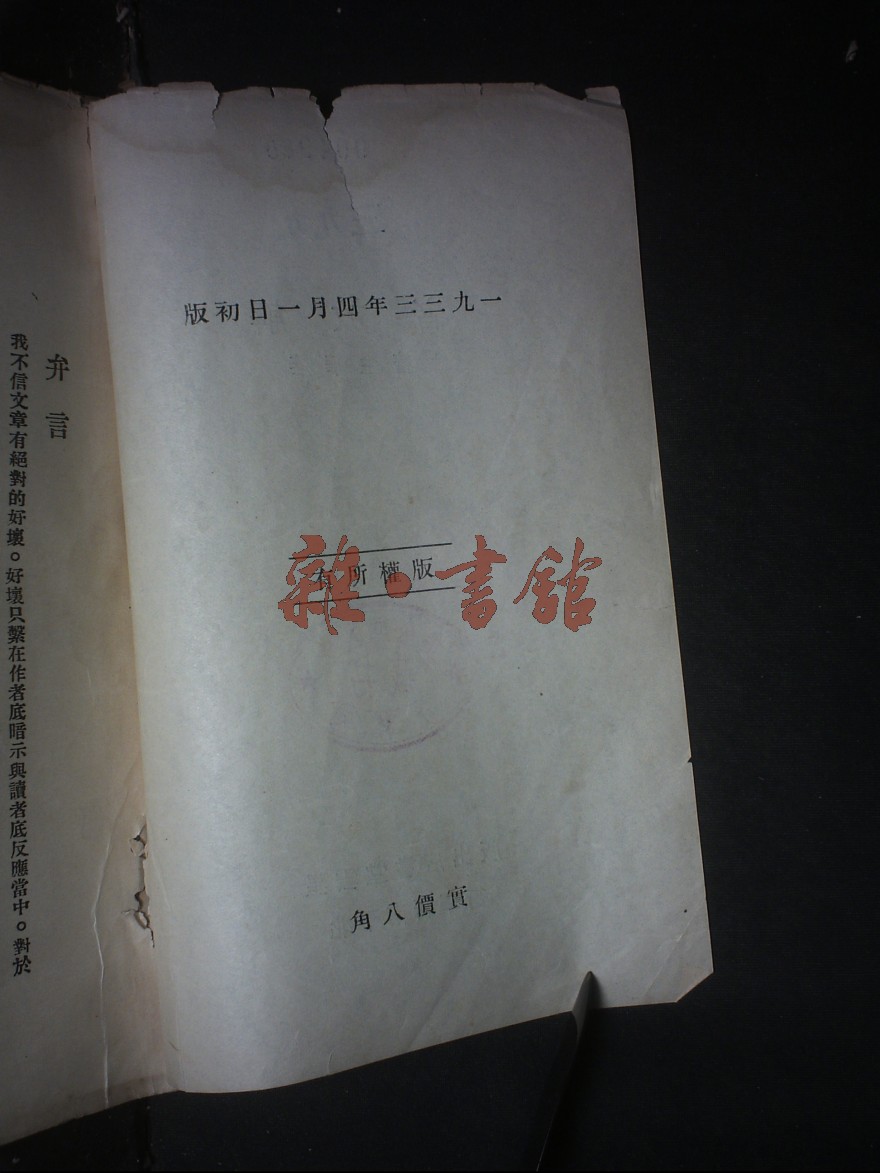 一九三三年四月一日初版
版權所有
雜·書館
實價八角
弁言
我不信文章有絕對的好壞。好壞只繫在作者底暗示與讀者底反應當中。對於